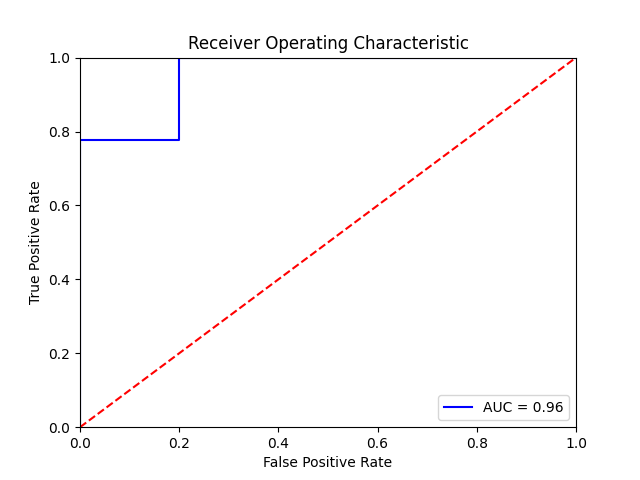 Receiver Operating Characteristic
True Positive Rate
1.0
0.8
0.6
0.4
0.2
0.0
AUC = 0.96
0.0 0.2 0.4 0.6 0.8 1.0
False Positive Rate